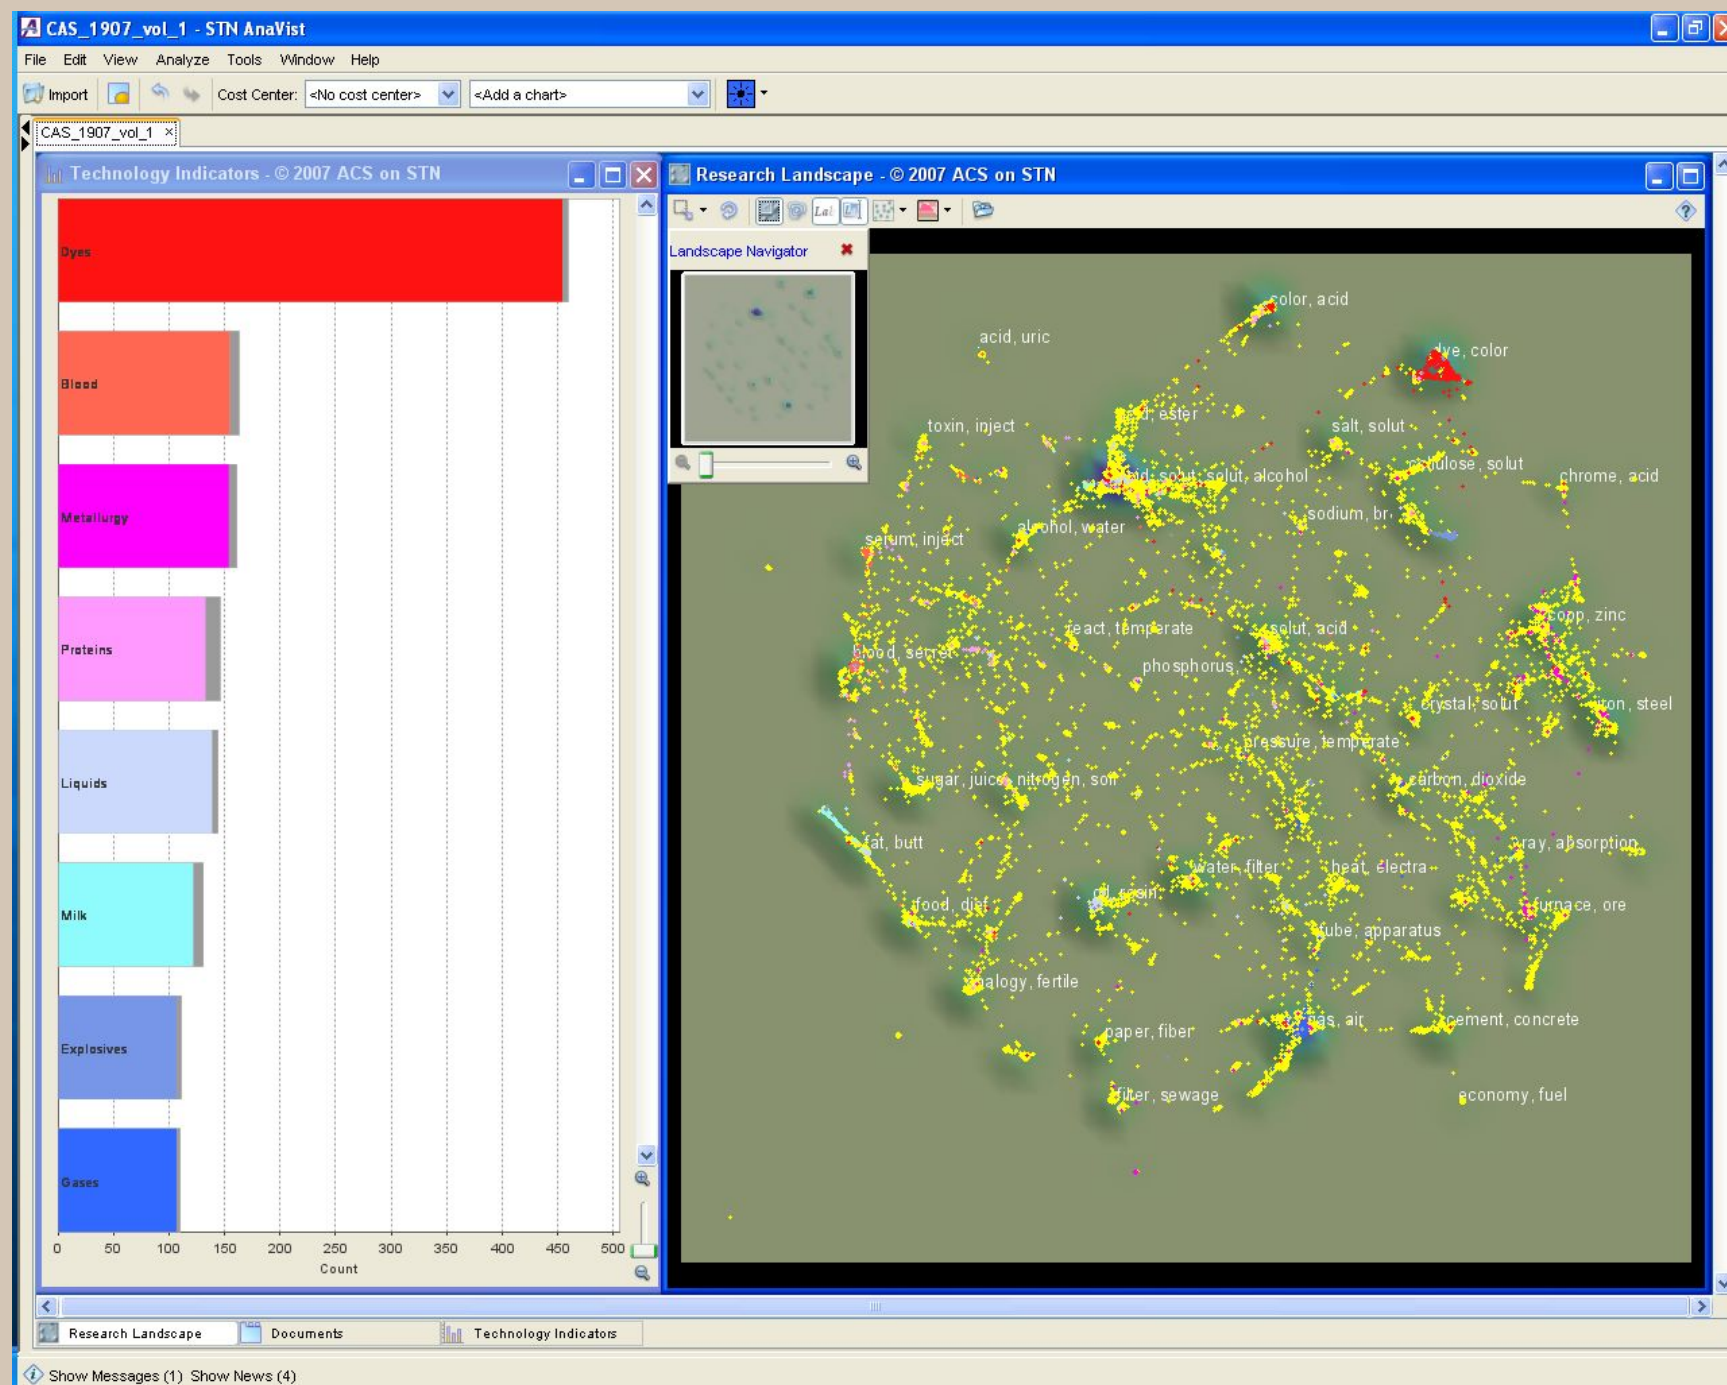 CAS_1907_vol_1 - STN AnaVist
File Edit View Analyze Tools Window Help
Import Cost Center: <No cost center> <Add a chart>
CAS_1907_vol_1 ×
Technology Indicators - © 2007 ACS on STN
Dyes
Blood
Metallurgy
Proteins
Liquids
Milk
Explosives
Gases
0 50 100 150 200 250 300 350 400 450 500
Count
Research Landscape - © 2007 ACS on STN
Lab
Landscape Navigator
color, acid
acid, uric
dye, color
ester
toxin, inject
salt, solut
solut, solut, alcohol
solut
chrome, acid
sodium, br
alcohol, water
serum, inject
coop, zinc
react, temperate
solut, acid
blood, secret
phosphorus,
crystal, solut
iron, steel
pressure, temperate
sugar, juice
nitrogen, soil
carbon, dioxide
fat, butt
ray, absorption
water, filter
heat, electra
oil, resin
food, diet
furnace, ore
tube, apparatus
analogy, fertile
gas, air
cement, concrete
paper, fiber
filter, sewage
economy, fuel
Research Landscape Documents Technology Indicators
Show Messages (1) Show News (4)